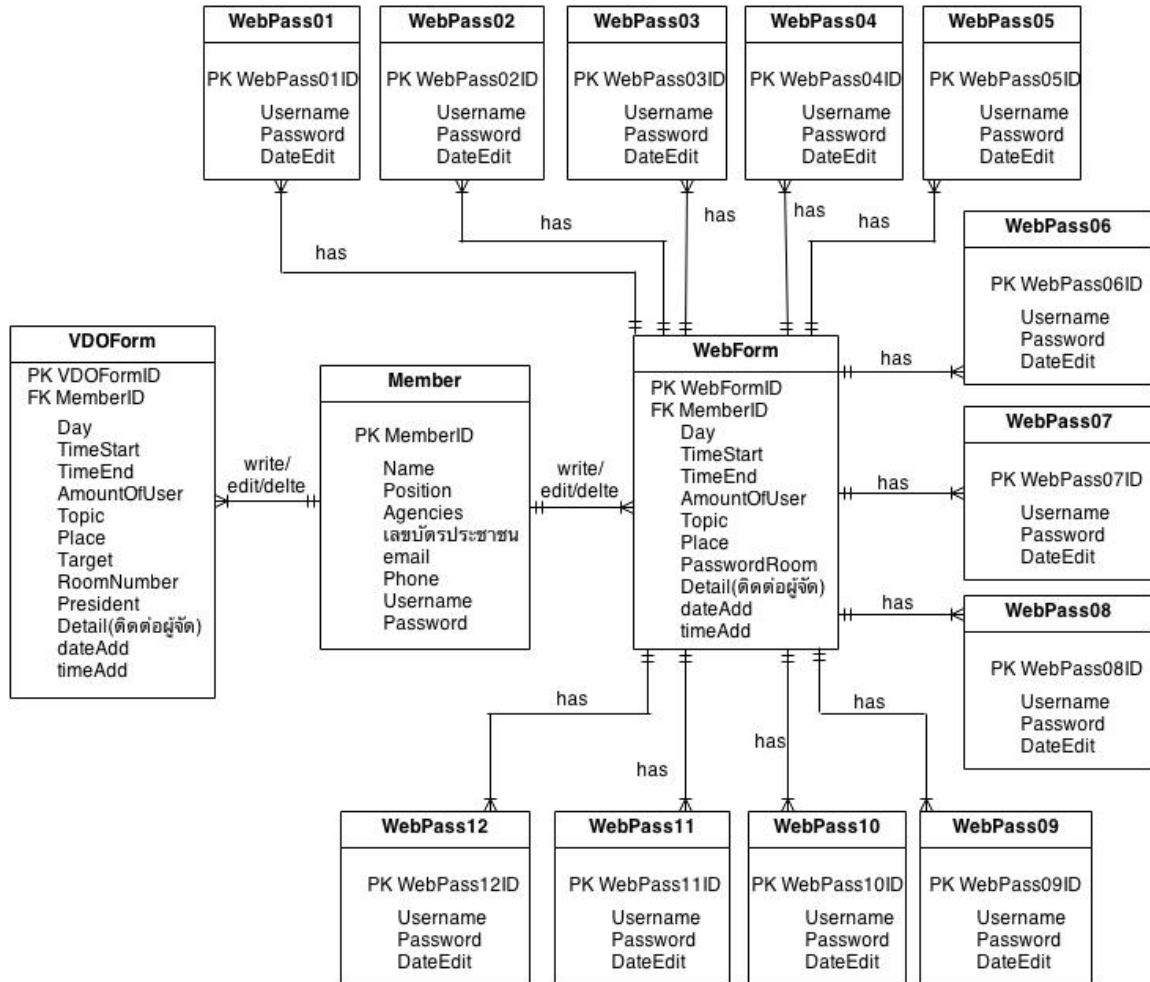 WebPass01
PK WebPass01ID
Username
Password
DateEdit
WebPass02
PK WebPass02ID
Username
Password
DateEdit
WebPass03
PK WebPass03ID
Username
Password
DateEdit
WebPass04
PK WebPass04ID
Username
Password
DateEdit
WebPass05
PK WebPass05ID
Username
Password
DateEdit
has
has
has
has
has
WebPass06
PK WebPass06ID
Username
Password
DateEdit
VDOForm
PK VDOFormID
FK MemberID
Day
TimeStart
TimeEnd
AmountOfUser
Topic
Place
Target
RoomNumber
President
Detail(ติดต่อผู้จัด)
dateAdd
timeAdd
write/
edit/delte
Member
PK MemberID
Name
Position
Agencies
เลขบัตรประชาชน
email
Phone
Username
Password
write/
edit/delte
WebForm
PK WebFormID
FK MemberID
Day
TimeStart
TimeEnd
AmountOfUser
Topic
Place
PasswordRoom
Detail(ติดต่อผู้จัด)
dateAdd
timeAdd
has
has
has
WebPass07
PK WebPass07ID
Username
Password
DateEdit
WebPass08
PK WebPass08ID
Username
Password
DateEdit
has
has
has
has
WebPass12
PK WebPass12ID
Username
Password
DateEdit
WebPass11
PK WebPass11ID
Username
Password
DateEdit
WebPass10
PK WebPass10ID
Username
Password
DateEdit
WebPass09
PK WebPass09ID
Username
Password
DateEdit